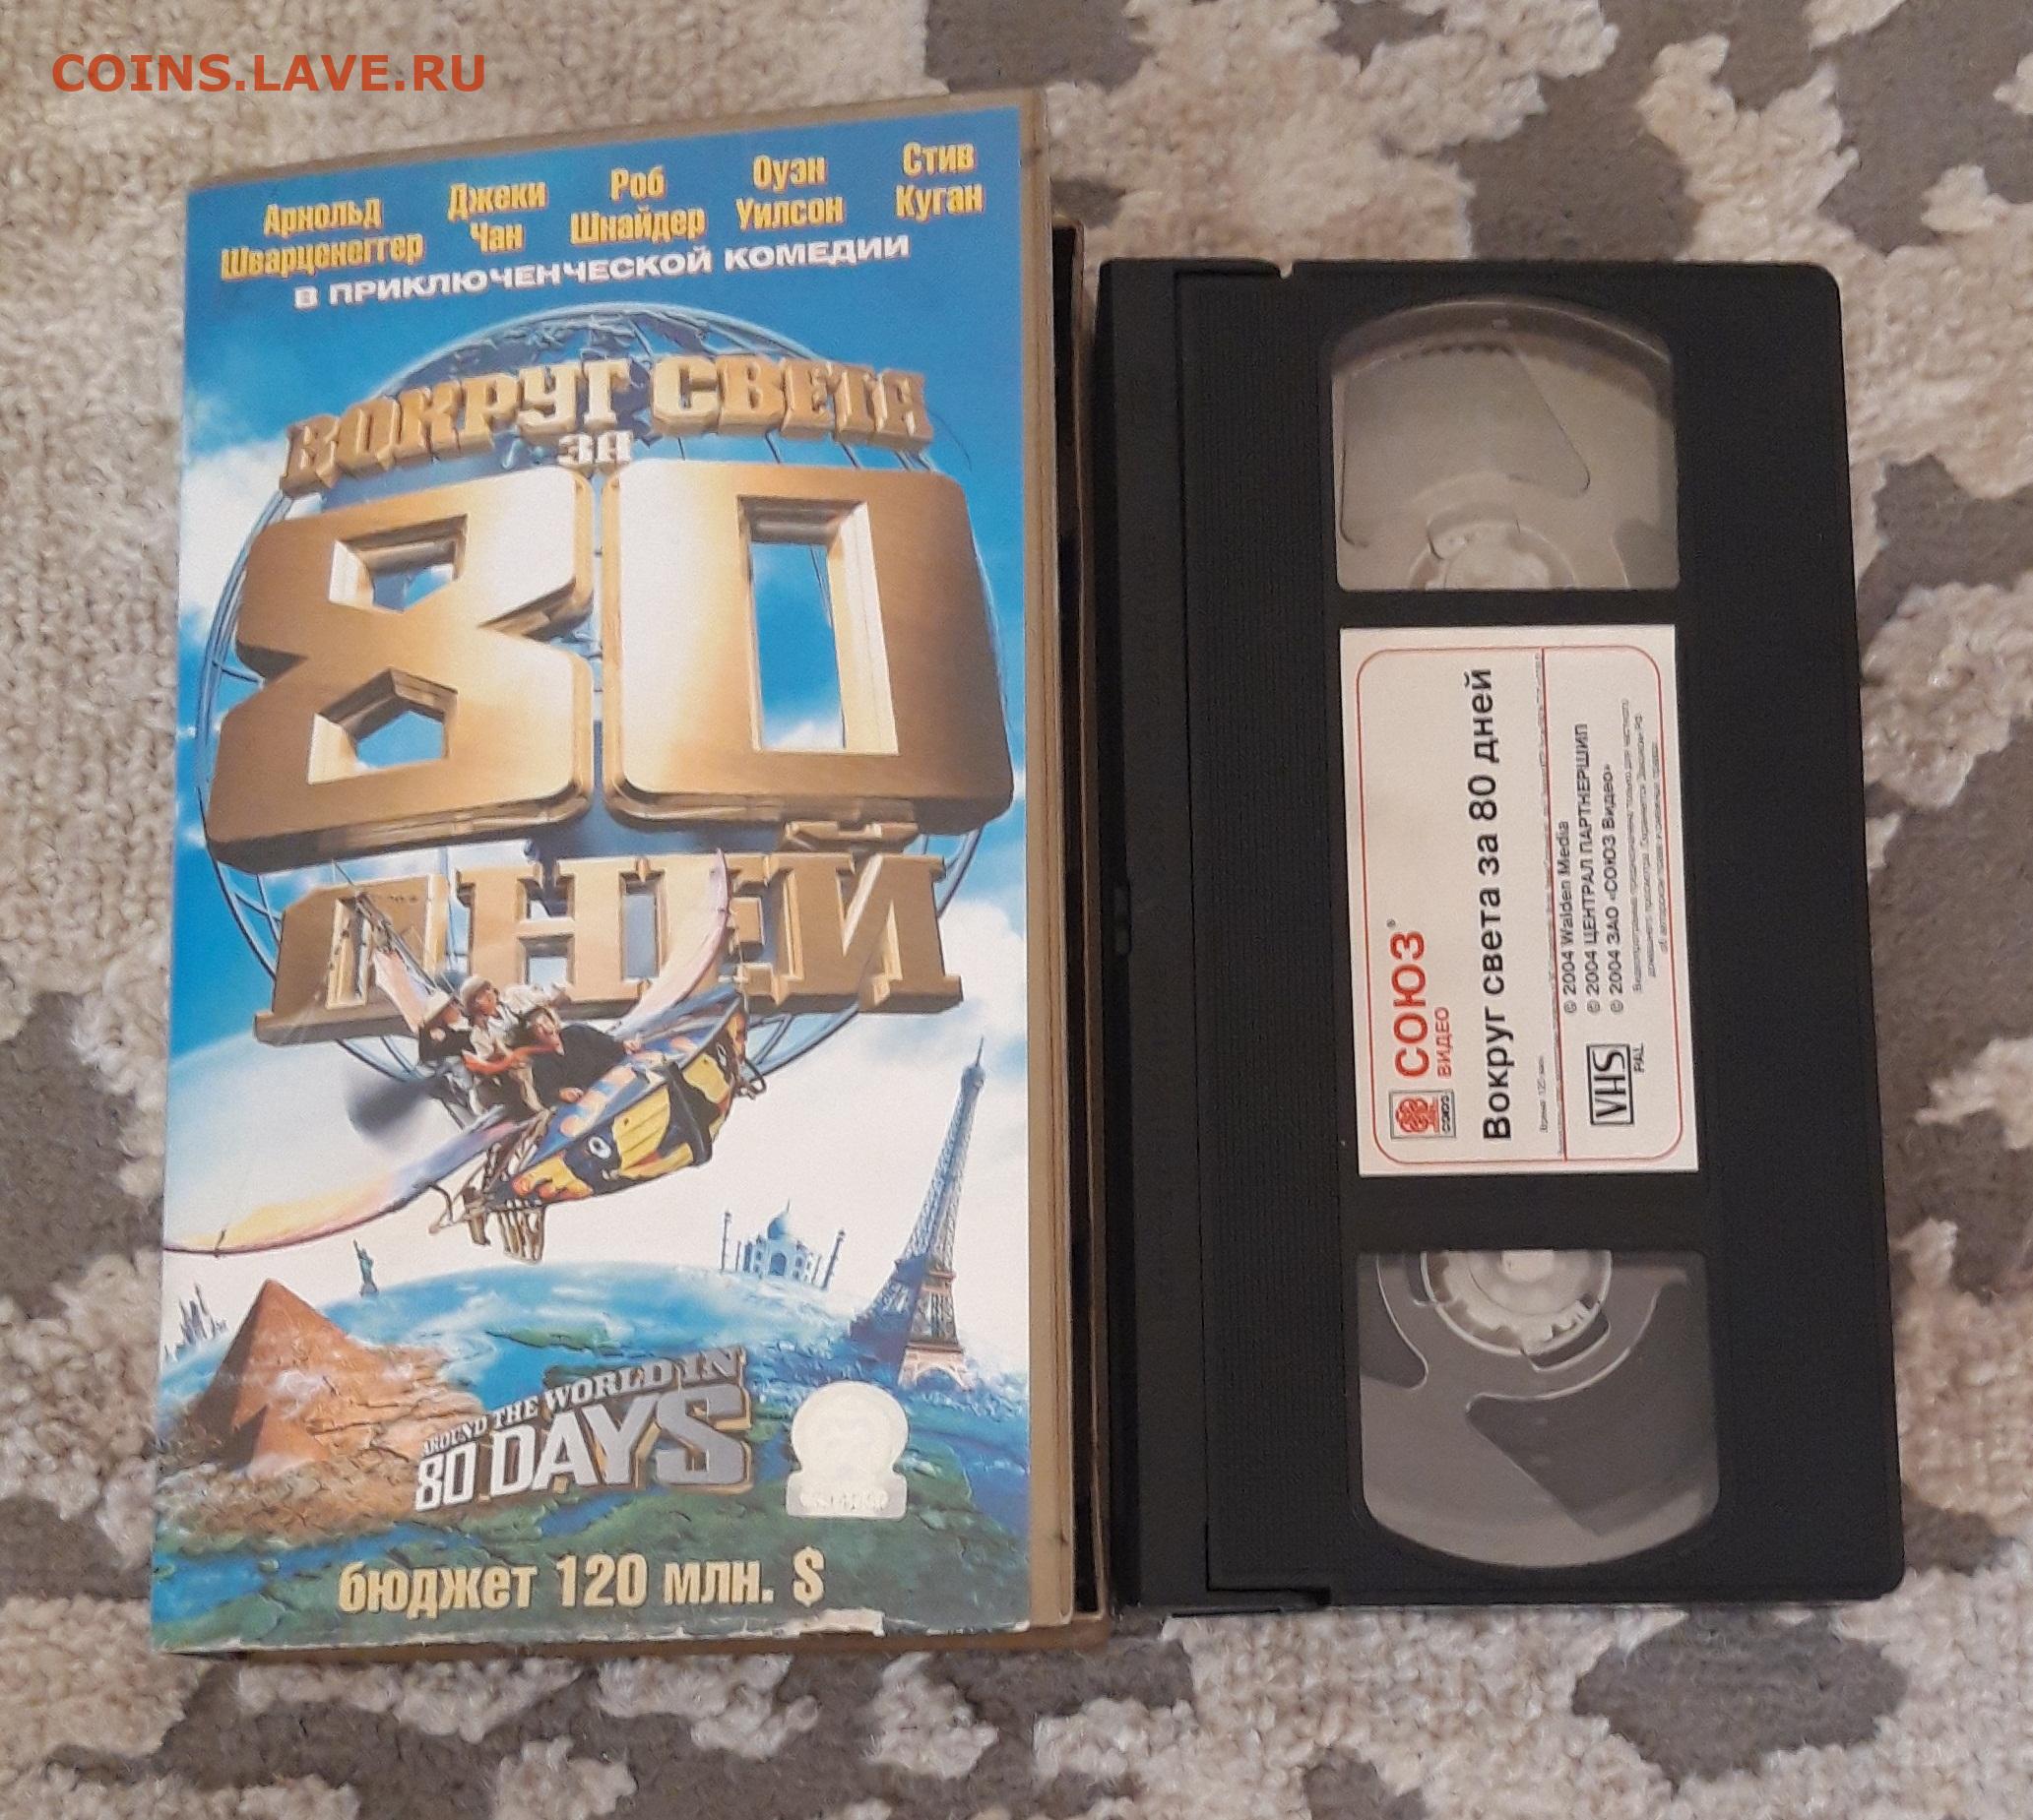 COINS.LAVE.RU
Арнольд Шварценеггер
Джеки Чан
Роб Шнайдер
Оуэн Уилсон
Стив Куган
В ПРИКЛЮЧЕНЧЕСКОЙ КОМЕДИИ
ВОКРУГ СВЕТА
ЗА
80
ДНЕЙ
AROUND THE WORLD IN
80 DAYS
бюджет 120 млн. $
СОЮЗ
СОЮЗ®
ВИДЕО
Вокруг света за 80 дней
VHS
PAL
© 2004 Walden Media
© 2004 ЦЕНТРАЛ ПАРТНЕРШИП
© 2004 ЗАО «СОЮЗ Видео»